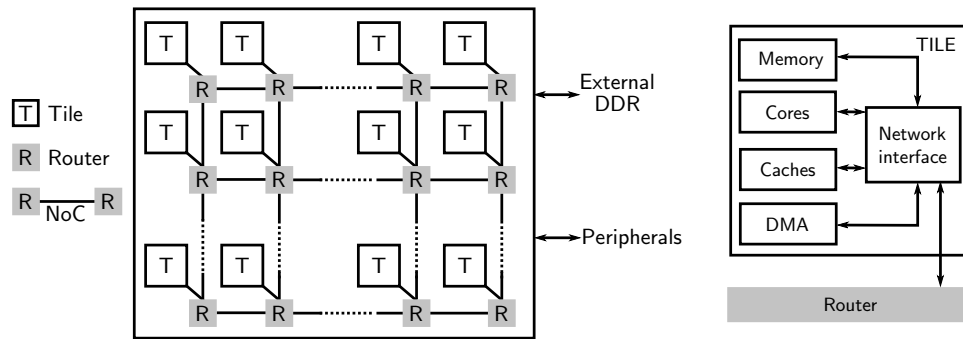 T T T T
R R R R
T T T T
R R R R
T T T T
R R R R
T Tile
R Router
R R
NoC
External
DDR
Peripherals
TILE
Memory
Cores
Caches
DMA
Network
interface
Router